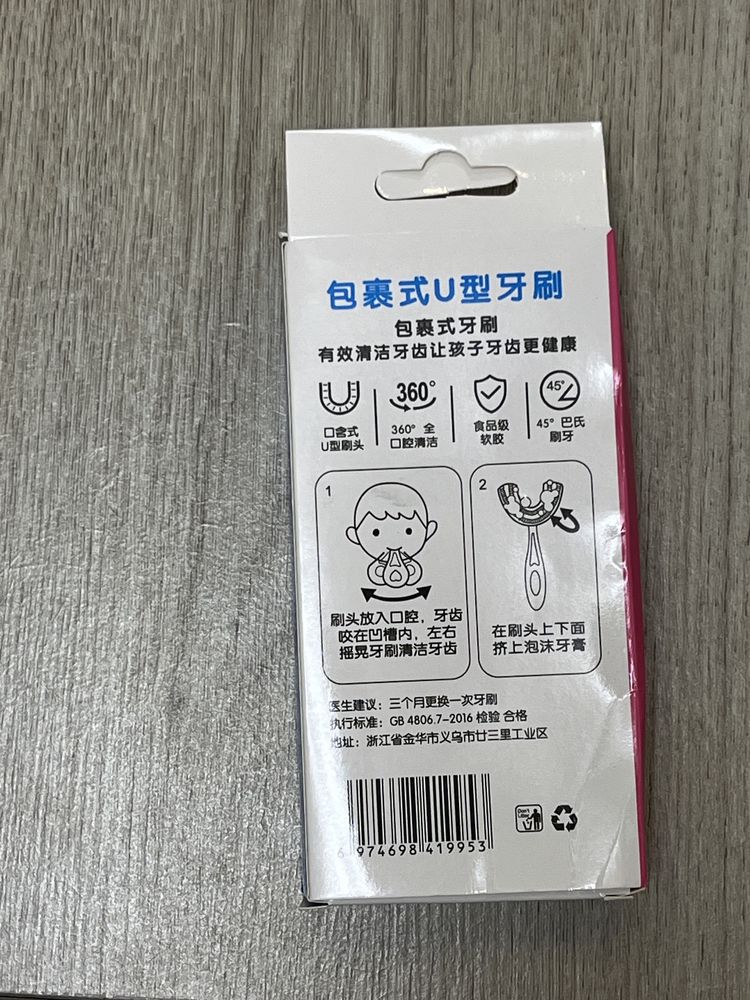 包裹式U型牙刷
包裹式牙刷
有效清洁牙齿让孩子牙齿更健康
360°
45°
口含式
U型刷头
360° 全
口腔清洁
食品级
软胶
45° 巴氏
刷牙
1
刷头放入口腔，牙齿
咬在凹槽内，左右
摇晃牙刷清洁牙齿
2
在刷头上下面
挤上泡沫牙膏
医生建议：三个月更换一次牙刷
执行标准：GB 4806.7-2016 检验 合格
地址：浙江省金华市义乌市廿三里工业区
6 974698 419953
Don't
Litter